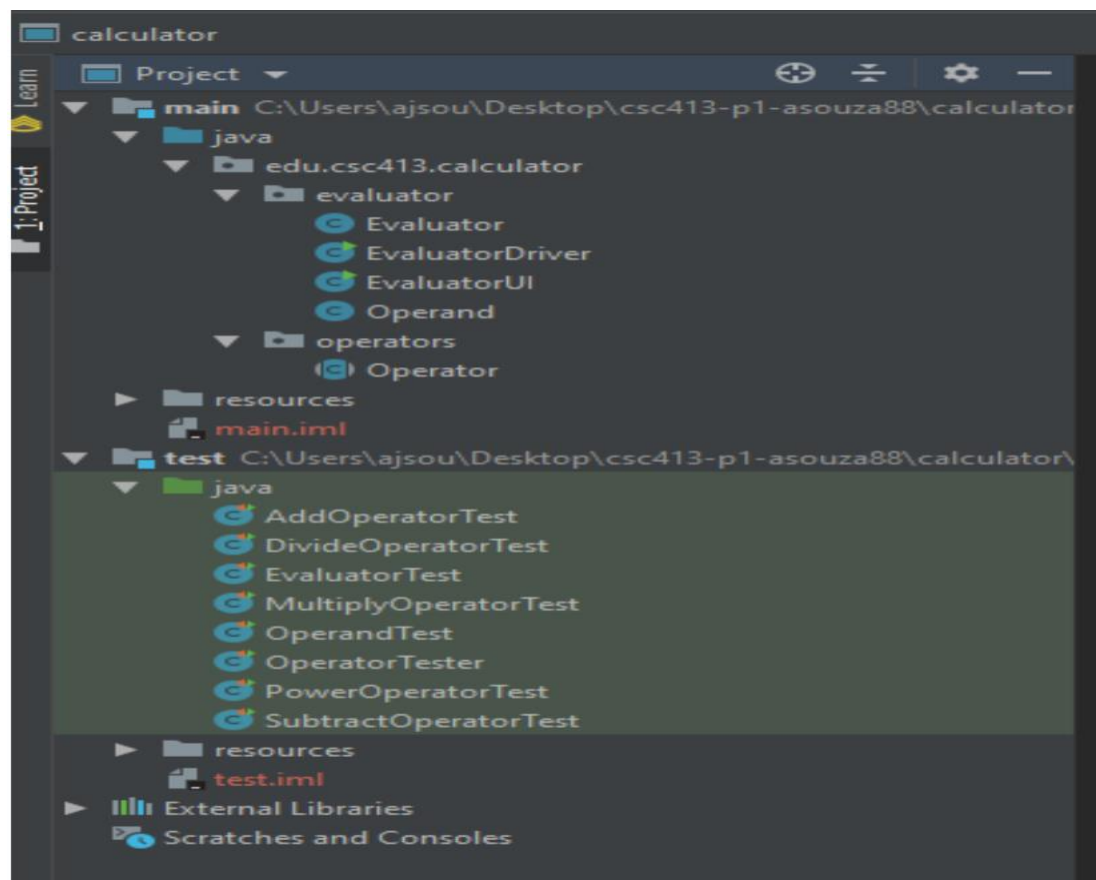 calculator
Learn
1: Project
Project
main C:\Users\ajsou\Desktop\csc413-p1-asouza88\calculator
java
edu.csc413.calculator
evaluator
Evaluator
EvaluatorDriver
EvaluatorUI
Operand
operators
Operator
resources
main.iml
test C:\Users\ajsou\Desktop\csc413-p1-asouza88\calculator\
java
AddOperatorTest
DivideOperatorTest
EvaluatorTest
MultiplyOperatorTest
OperandTest
OperatorTester
PowerOperatorTest
SubtractOperatorTest
resources
test.iml
External Libraries
Scratches and Consoles